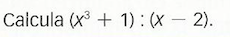 Calcula (x³ + 1) : (x − 2).